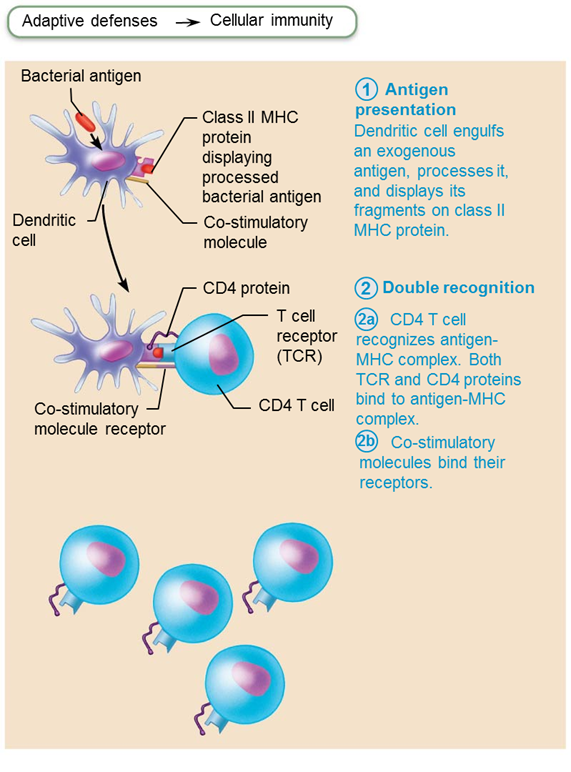 Adaptive defenses → Cellular immunity
Bacterial antigen
Class II MHC
protein
displaying
processed
bacterial antigen
Co-stimulatory
molecule
Dendritic
cell
1 Antigen
presentation
Dendritic cell engulfs
an exogenous
antigen, processes it,
and displays its
fragments on class II
MHC protein.
CD4 protein
T cell
receptor
(TCR)
CD4 T cell
Co-stimulatory
molecule receptor
2 Double recognition
2a CD4 T cell
recognizes antigen-
MHC complex. Both
TCR and CD4 proteins
bind to antigen-MHC
complex.
2b Co-stimulatory
molecules bind their
receptors.